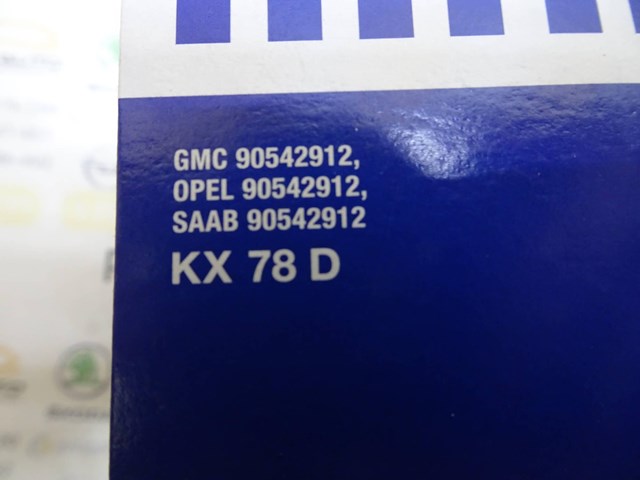 GMC 90542912,
OPEL 90542912,
SAAB 90542912
KX 78 D